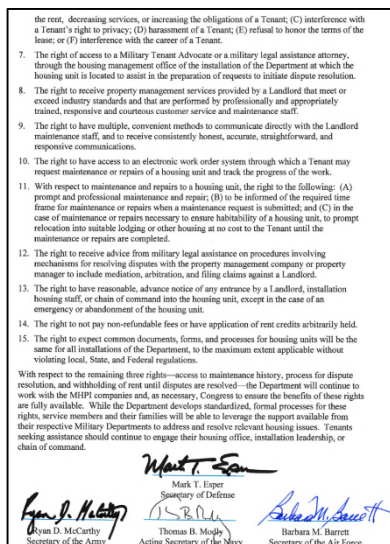 the rent, decreasing services, or increasing the obligations of a Tenant; (C) interference with
a Tenant's right to privacy; (D) harassment of a Tenant; (E) refusal to honor the terms of the
lease; or (F) interference with the career of a Tenant.
7. The right of access to a Military Tenant Advocate or a military legal assistance attorney,
through the housing management office of the installation of the Department at which the
housing unit is located to assist in the preparation of requests to initiate dispute resolution.
8. The right to receive property management services provided by a Landlord that meet or
exceed industry standards and that are performed by professionally and appropriately
trained, responsive and courteous customer service and maintenance staff.
9. The right to have multiple, convenient methods to communicate directly with the Landlord
maintenance staff, and to receive consistently honest, accurate, straightforward, and
responsive communications.
10. The right to have access to an electronic work order system through which a Tenant may
request maintenance or repairs of a housing unit and track the progress of the work.
11. With respect to maintenance and repairs to a housing unit, the right to the following: (A)
prompt and professional maintenance and repair; (B) to be informed of the required time
frame for maintenance or repairs when a maintenance request is submitted; and (C) in the
case of maintenance or repairs necessary to ensure habitability of a housing unit, to prompt
relocation into suitable lodging or other housing at no cost to the Tenant until the
maintenance or repairs are completed.
12. The right to receive advice from military legal assistance on procedures involving
mechanisms for resolving disputes with the property management company or property
manager to include mediation, arbitration, and filing claims against a Landlord.
13. The right to have reasonable, advance notice of any entrance by a Landlord, installation
housing staff, or chain of command into the housing unit, except in the case of an
emergency or abandonment of the housing unit.
14. The right to not pay non-refundable fees or have application of rent credits arbitrarily held.
15. The right to expect common documents, forms, and processes for housing units will be the
same for all installations of the Department, to the maximum extent applicable without
violating local, State, and Federal regulations.
With respect to the remaining three rights—access to maintenance history, process for dispute
resolution, and withholding of rent until disputes are resolved—the Department will continue to
work with the MHPI companies and, as necessary, Congress to ensure the benefits of these rights
are fully available. While the Department develops standardized, formal processes for these
rights, service members and their families will be able to leverage the support available from
their respective Military Departments to address and resolve relevant housing issues. Tenants
seeking assistance should continue to engage their housing office, installation leadership, or
chain of command.
Mark T. Esper
Mark T. Esper
Secretary of Defense
Ryan D. McCarthy Barbara M. Barrett
Ryan D. McCarthy Thomas B. Modly Barbara M. Barrett
Secretary of the Army Acting Secretary of the Navy Secretary of the Air Force